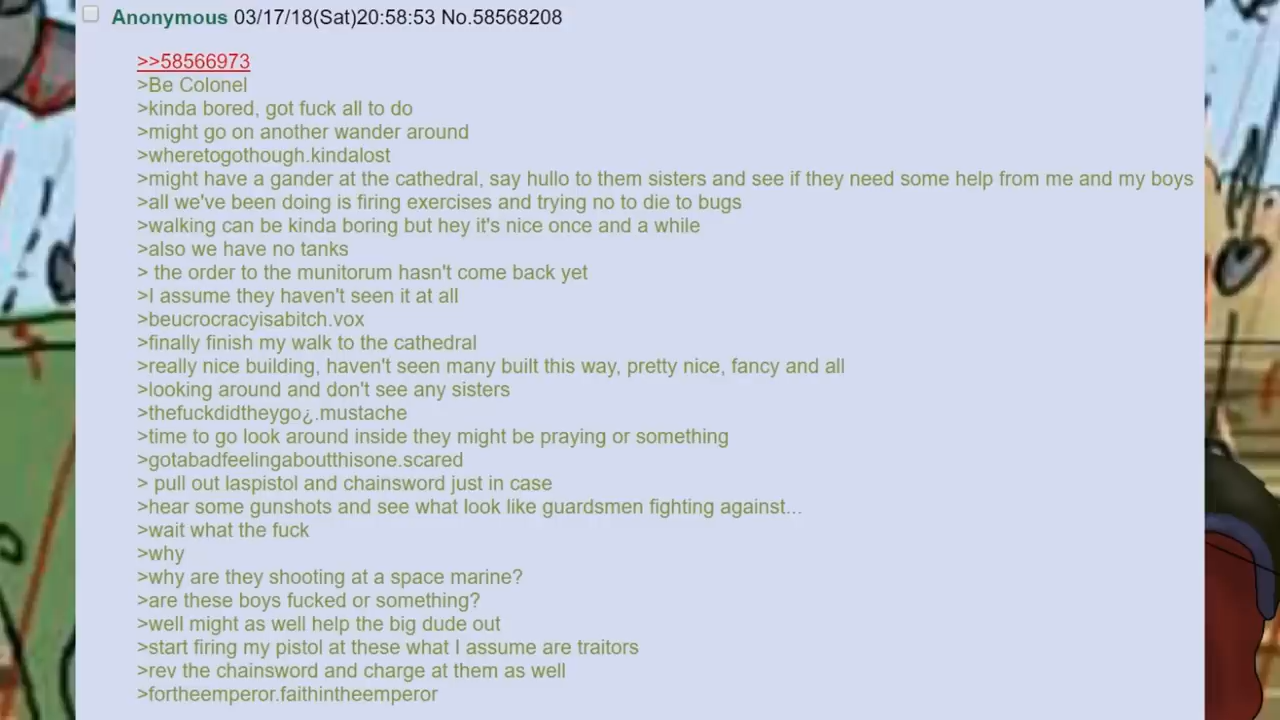 Anonymous 03/17/18(Sat)20:58:53 No.58568208
>>58566973
>Be Colonel
>kinda bored, got fuck all to do
>might go on another wander around
>wheretogothough.kindalost
>might have a gander at the cathedral, say hullo to them sisters and see if they need some help from me and my boys
>all we've been doing is firing exercises and trying no to die to bugs
>walking can be kinda boring but hey it's nice once and a while
>also we have no tanks
> the order to the munitorum hasn't come back yet
>I assume they haven't seen it at all
>beucrocracyisabitch.vox
>finally finish my walk to the cathedral
>really nice building, haven't seen many built this way, pretty nice, fancy and all
>looking around and don't see any sisters
>thefuckdidtheygo¿.mustache
>time to go look around inside they might be praying or something
>gotabadfeelingaboutthisone.scared
> pull out laspistol and chainsword just in case
>hear some gunshots and see what look like guardsmen fighting against...
>wait what the fuck
>why
>why are they shooting at a space marine?
>are these boys fucked or something?
>well might as well help the big dude out
>start firing my pistol at these what I assume are traitors
>rev the chainsword and charge at them as well
>fortheemperor.faithintheemperor